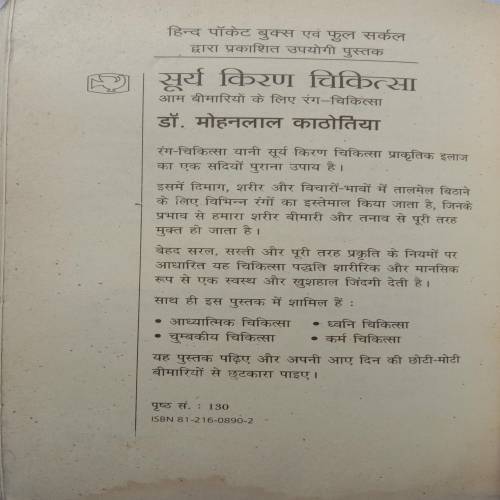 हिन्द पॉकेट बुक्स एवं फुल सर्कल
द्वारा प्रकाशित उपयोगी पुस्तक
सूर्य किरण चिकित्सा
आम बीमारियों के लिए रंग-चिकित्सा
डॉ. मोहनलाल काठोतिया
रंग-चिकित्सा यानी सूर्य किरण चिकित्सा प्राकृतिक इलाज
का एक सदियों पुराना उपाय है।
इसमें दिमाग, शरीर और विचारों-भावों में तालमेल बिठाने
के लिए विभिन्न रंगों का इस्तेमाल किया जाता है, जिनके
प्रभाव से हमारा शरीर बीमारी और तनाव से पूरी तरह
मुक्त हो जाता है।
बेहद सरल, सस्ती और पूरी तरह प्रकृति के नियमों पर
आधारित यह चिकित्सा पद्धति शारीरिक और मानसिक
रूप से एक स्वस्थ और खुशहाल जिंदगी देती है।
साथ ही इस पुस्तक में शामिल हैं :
• आध्यात्मिक चिकित्सा • ध्वनि चिकित्सा
• चुम्बकीय चिकित्सा • कर्म चिकित्सा
यह पुस्तक पढ़िए और अपनी आए दिन की छोटी-मोटी
बीमारियों से छुटकारा पाइए।
पृष्ठ सं. : 130
ISBN 81-216-0890-2